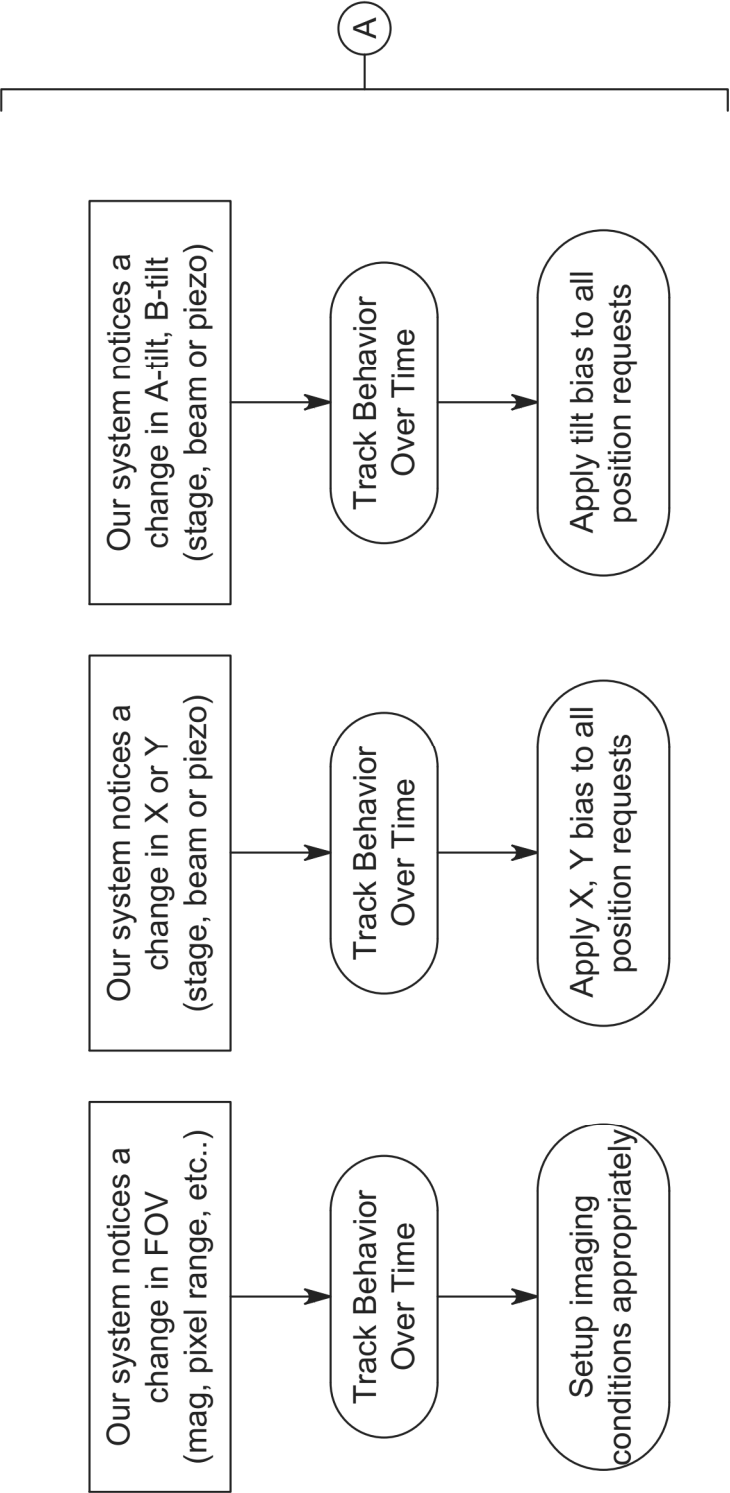 Our system notices a
change in FOV
(mag, pixel range, etc..)
Track Behavior
Over Time
Setup imaging
conditions appropriately
Our system notices a
change in X or Y
(stage, beam or piezo)
Track Behavior
Over Time
Apply X, Y bias to all
position requests
Our system notices a
change in A-tilt, B-tilt
(stage, beam or piezo)
Track Behavior
Over Time
Apply tilt bias to all
position requests
A